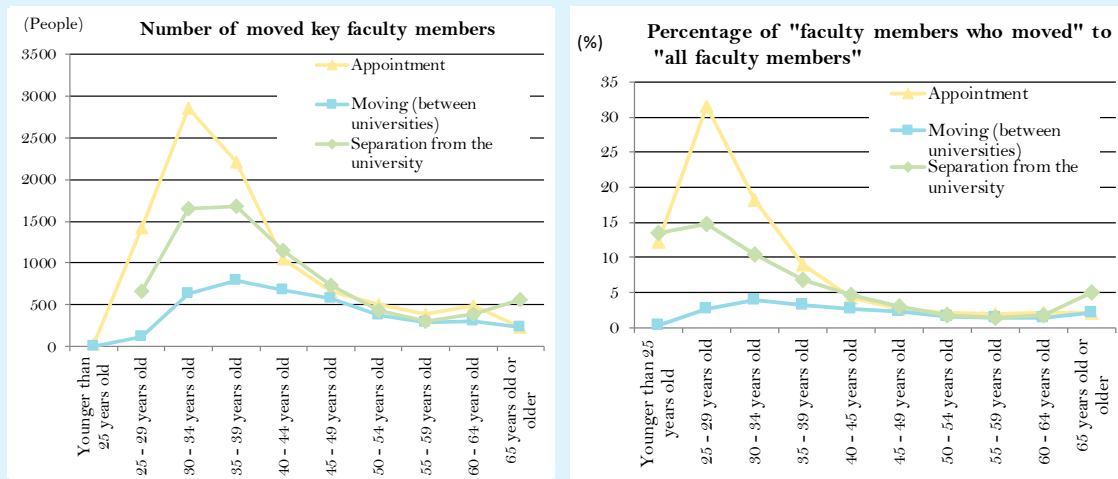 (People)
Number of moved key faculty members
3500
3000
2500
2000
1500
1000
500
0
Appointment
Moving (between
universities)
Separation from the
university
Younger than
25 years old
25 - 29 years old
30 - 34 years old
35 - 39 years old
40 - 44 years old
45 - 49 years old
50 - 54 years old
55 - 59 years old
60 - 64 years old
65 years old or
older
(%)
Percentage of "faculty members who moved" to
"all faculty members"
35
30
25
20
15
10
5
0
Appointment
Moving (between
universities)
Separation from the
university
Younger than 25
years old
25 - 29 years old
30 - 34 years old
35 - 39 years old
40 - 45 years old
45 - 49 years old
50 - 54 years old
55 - 59 years old
60 - 64 years old
65 years old or
older